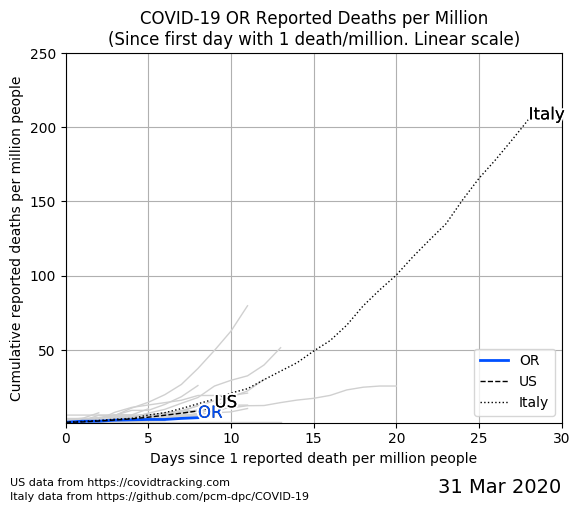 COVID-19 OR Reported Deaths per Million
(Since first day with 1 death/million. Linear scale)
Cumulative reported deaths per million people
250
200
150
100
50
Italy
US
OR
OR
US
Italy
0 5 10 15 20 25 30
Days since 1 reported death per million people
US data from https://covidtracking.com
Italy data from https://github.com/pcm-dpc/COVID-19
31 Mar 2020